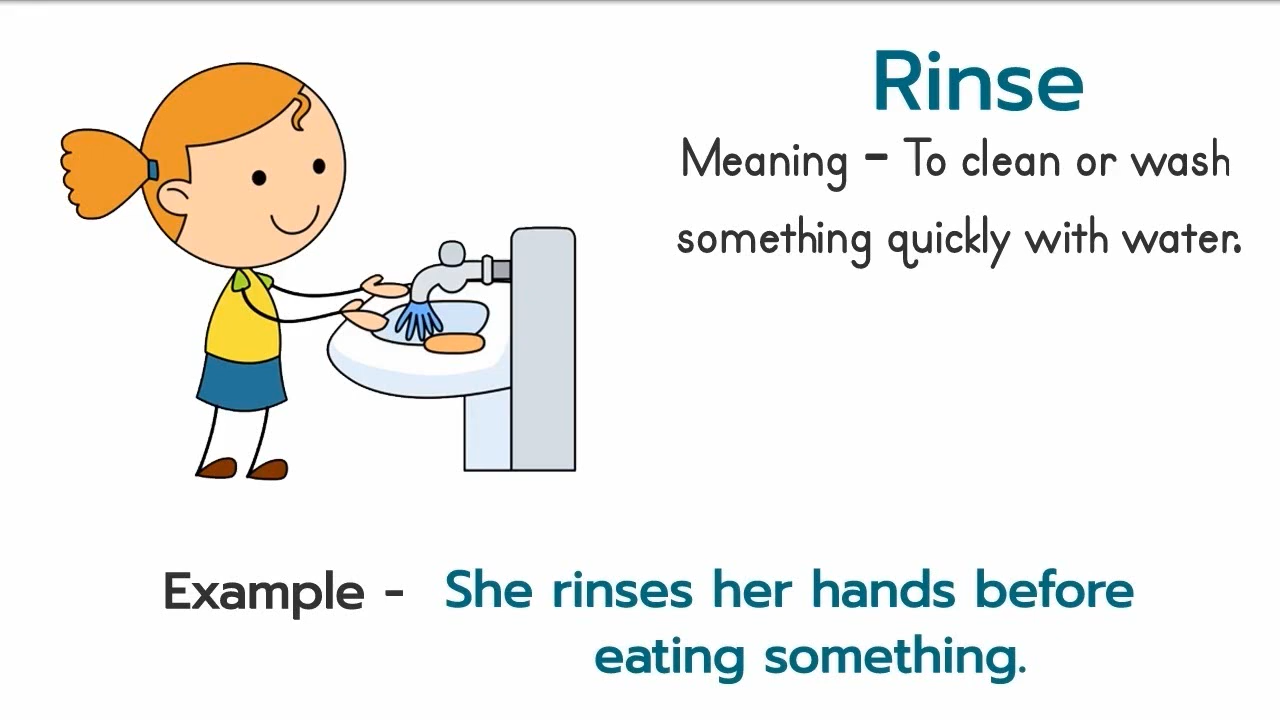 Rinse
Meaning - To clean or wash
something quickly with water.
Example - She rinses her hands before
eating something.